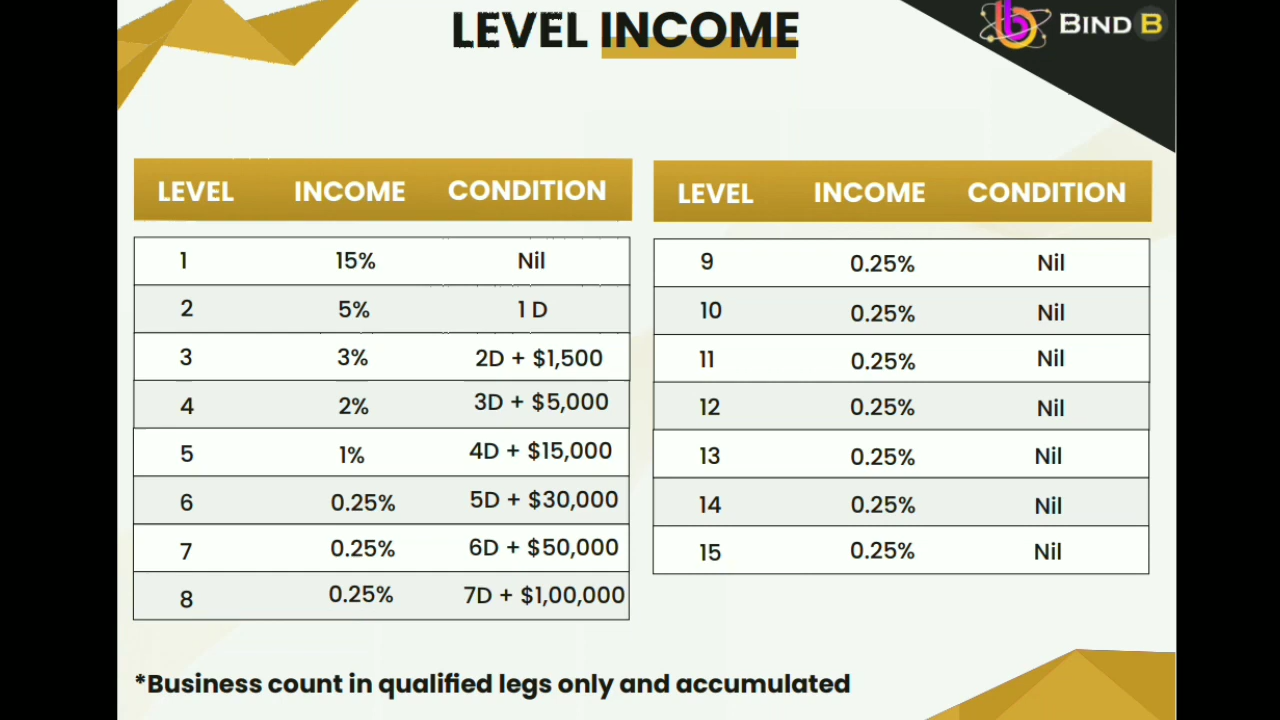 LEVEL INCOME
BIND B
LEVEL INCOME CONDITION
1 15% Nil
2 5% 1 D
3 3% 2D + $1,500
4 2% 3D + $5,000
5 1% 4D + $15,000
6 0.25% 5D + $30,000
7 0.25% 6D + $50,000
8 0.25% 7D + $1,00,000
LEVEL INCOME CONDITION
9 0.25% Nil
10 0.25% Nil
11 0.25% Nil
12 0.25% Nil
13 0.25% Nil
14 0.25% Nil
15 0.25% Nil
*Business count in qualified legs only and accumulated